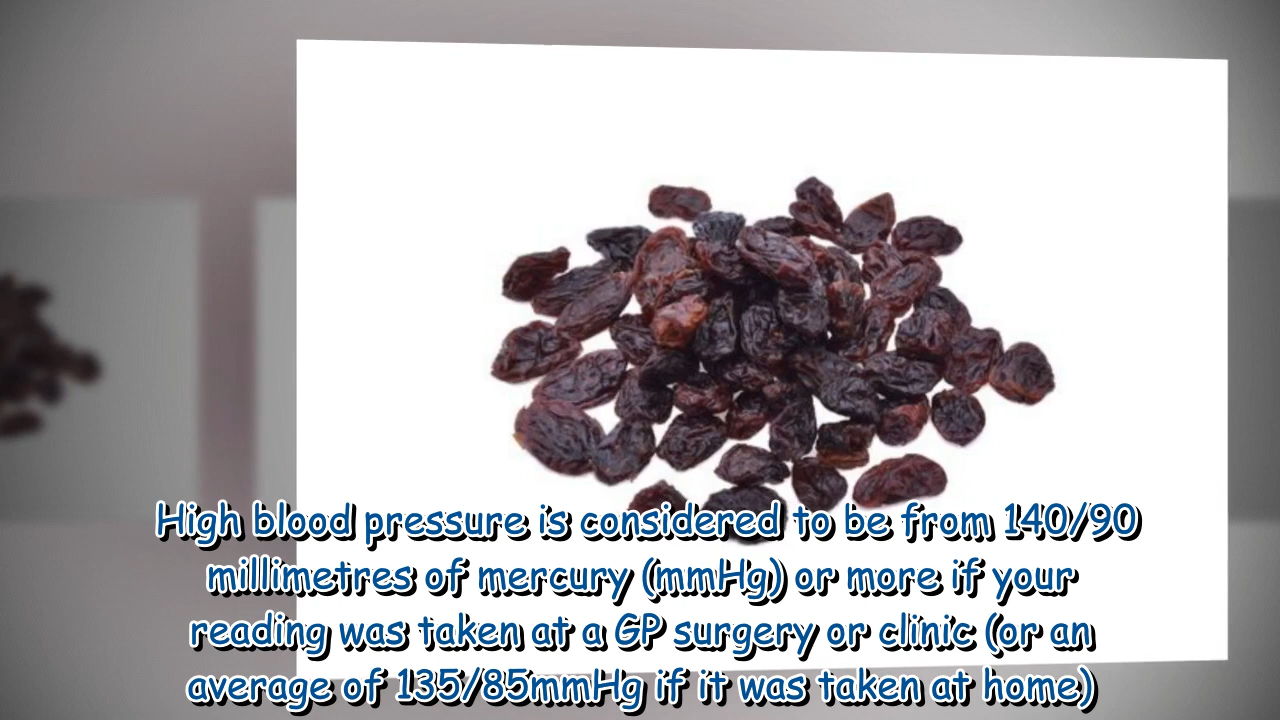 High blood pressure is considered to be from 140/90
millimetres of mercury (mmHg) or more if your
reading was taken at a GP surgery or clinic (or an
average of 135/85mmHg if it was taken at home)